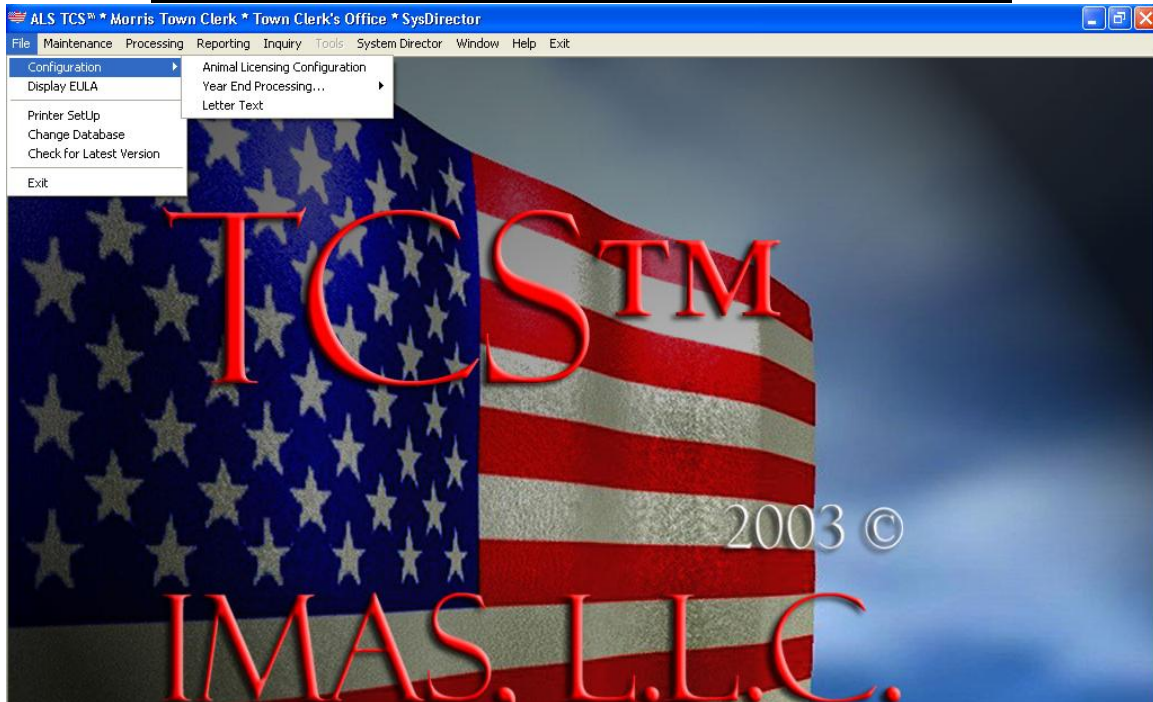 ALS TCS™ * Morris Town Clerk * Town Clerk's Office * SysDirector
File Maintenance Processing Reporting Inquiry Tools System Director Window Help Exit
Configuration
Display EULA
Printer SetUp
Change Database
Check for Latest Version
Exit
Animal Licensing Configuration
Year End Processing...
Letter Text
TCS™
2003 ©
IMAS, L.L.C.